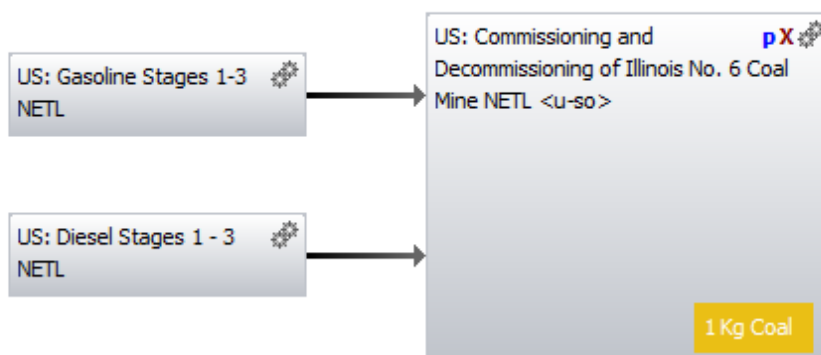 US: Gasoline Stages 1-3
NETL
US: Diesel Stages 1 - 3
NETL
US: Commissioning and pX
Decommissioning of Illinois No. 6 Coal
Mine NETL <u-so>
1 Kg Coal